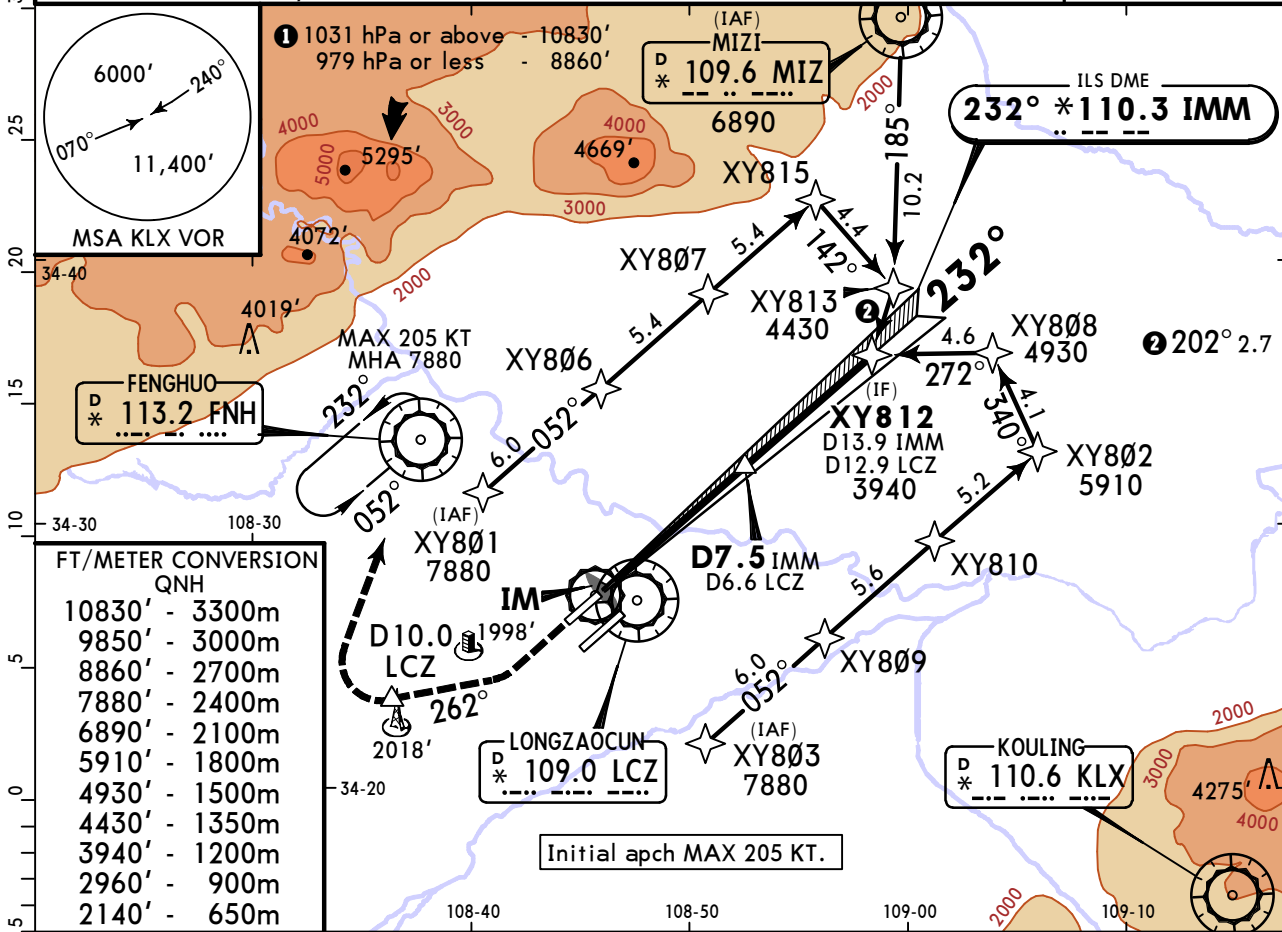 6000'
240°
070°
11,400'
MSA KLX VOR
❶ 1031 hPa or above - 10830'
979 hPa or less - 8860'
(IAF)
MIZI
D
* 109.6 MIZ
6890
ILS DME
232° *110.3 IMM
2000
185°
10.2
25
4000
3000
5000
5295'
4000
4669'
3000
4072'
20
34-40
2000
4019'
XY815
4.4
142°
5.4
XY8Ø7
XY813
4430
❷
232°
5.4
XY8Ø6
4.6
XY8Ø8
4930
❷ 202° 2.7
272°
MAX 205 KT
MHA 7880
15
FENGHUO
D
* 113.2 FNH
232°
052°
(IF)
XY812
D13.9 IMM
D12.9 LCZ
3940
340°
4.1
6.0
052°
XY8Ø2
5910
5.2
10
34-30
108-30
(IAF)
XY8Ø1
7880
D7.5 IMM
D6.6 LCZ
XY810
5.6
FT/METER CONVERSION
QNH
10830' - 3300m
9850' - 3000m
8860' - 2700m
7880' - 2400m
6890' - 2100m
5910' - 1800m
4930' - 1500m
4430' - 1350m
3940' - 1200m
2960' - 900m
2140' - 650m
IM
D10.0
LCZ
1998'
5
262°
2018'
XY8Ø9
6.0
052°
(IAF)
XY8Ø3
7880
LONGZAOCUN
D
* 109.0 LCZ
KOULING
D
* 110.6 KLX
2000
3000
4275'
4000
0
34-20
Initial apch MAX 205 KT.
2000
5
108-40
108-50
109-00
109-10